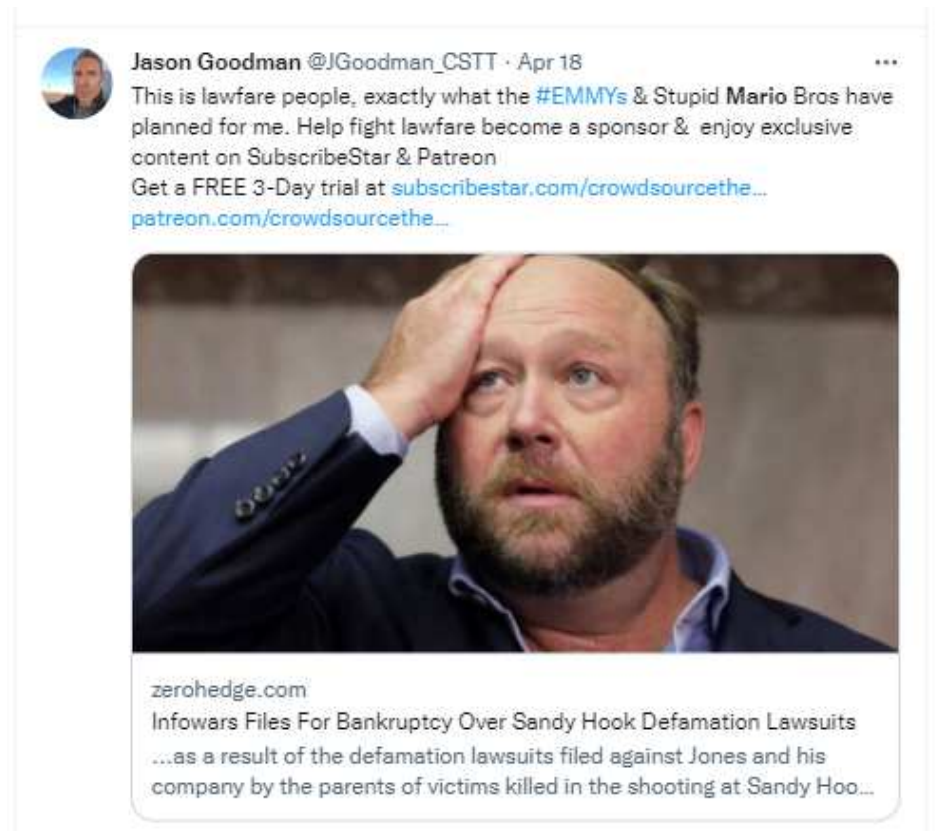 Jason Goodman @JGoodman_CSTT · Apr 18
This is lawfare people, exactly what the #EMMYs & Stupid Mario Bros have
planned for me. Help fight lawfare become a sponsor & enjoy exclusive
content on SubscribeStar & Patreon
Get a FREE 3-Day trial at subscribestar.com/crowdsourcethe...
patreon.com/crowdsourcethe...
zerohedge.com
Infowars Files For Bankruptcy Over Sandy Hook Defamation Lawsuits
...as a result of the defamation lawsuits filed against Jones and his
company by the parents of victims killed in the shooting at Sandy Hoo...